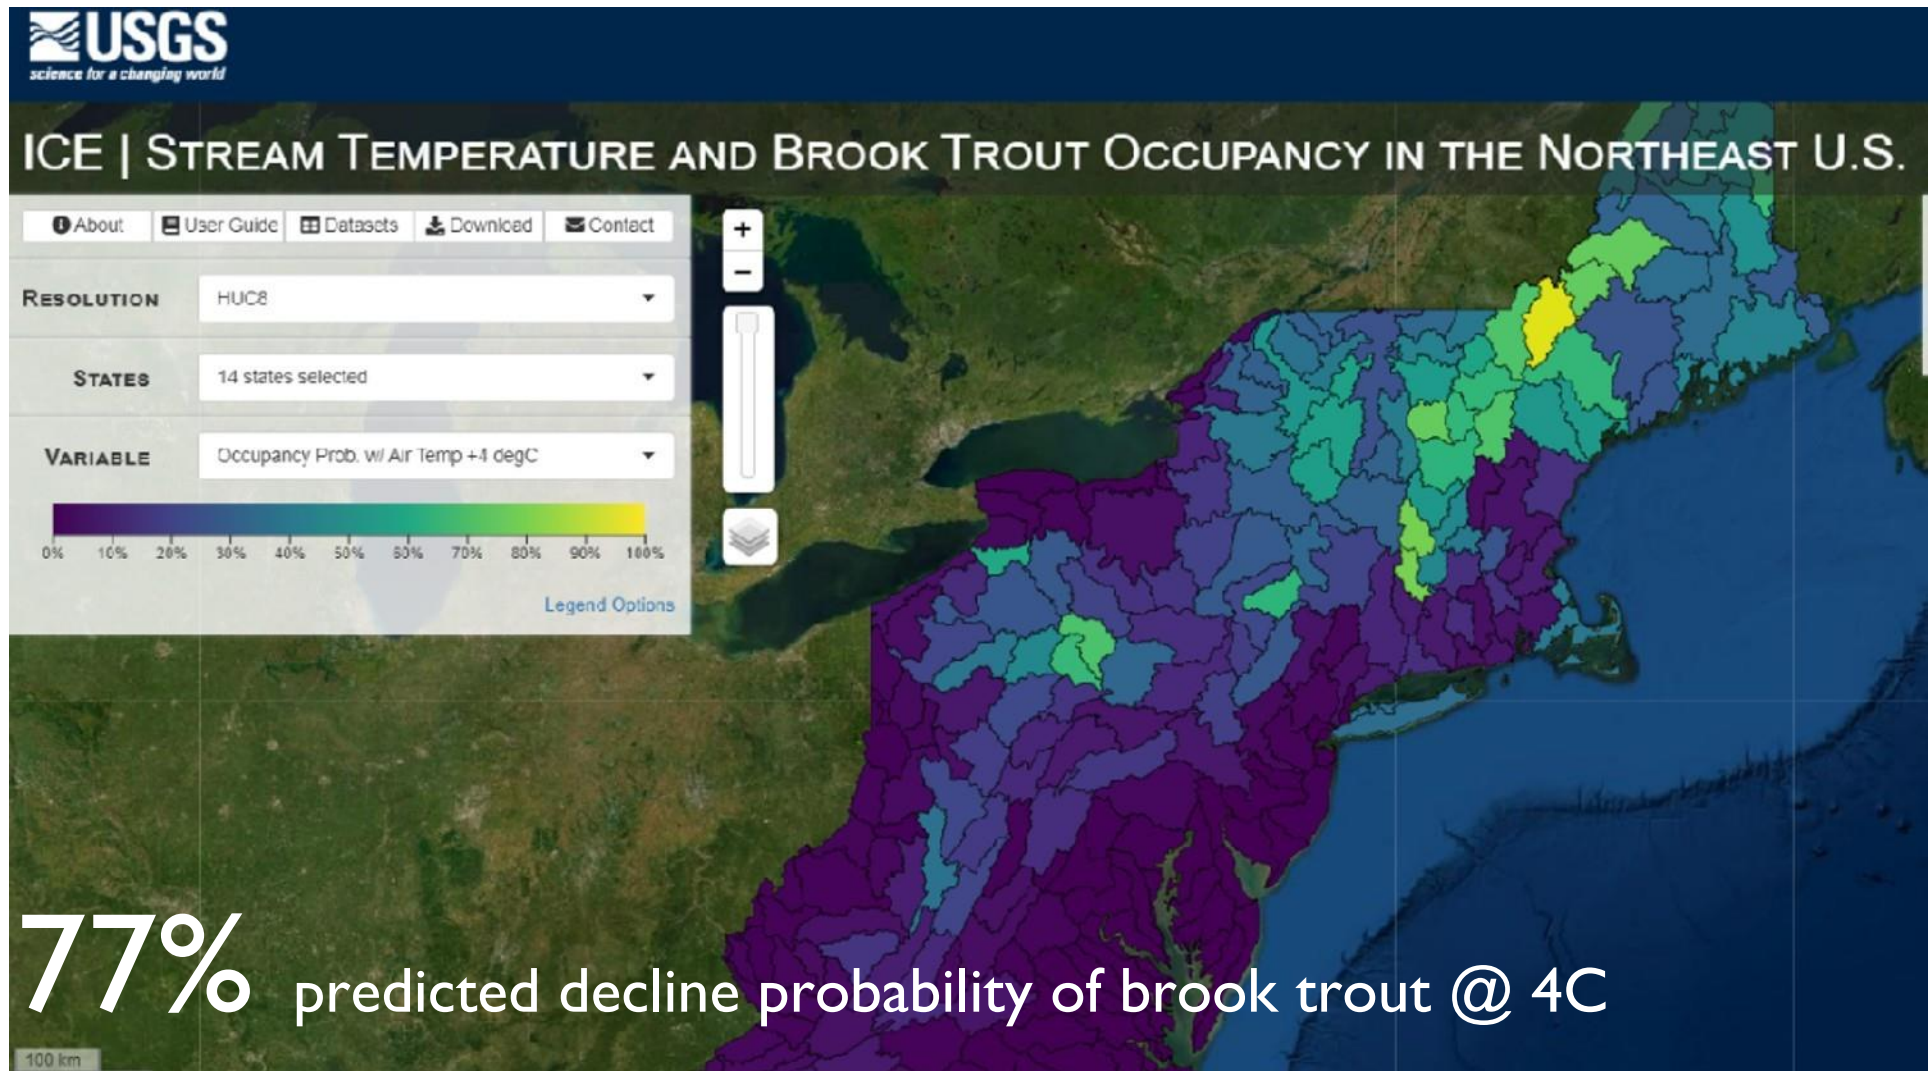 USGS
science for a changing world
ICE | STREAM TEMPERATURE AND BROOK TROUT OCCUPANCY IN THE NORTHEAST U.S.
About User Guide Datasets Download Contact
RESOLUTION HUC8
STATES 14 states selected
VARIABLE Occupancy Prob. w/ Air Temp +4 degC
0% 10% 20% 30% 40% 50% 60% 70% 80% 90% 100%
Legend Options
+
−
77% predicted decline probability of brook trout @ 4C
100 km